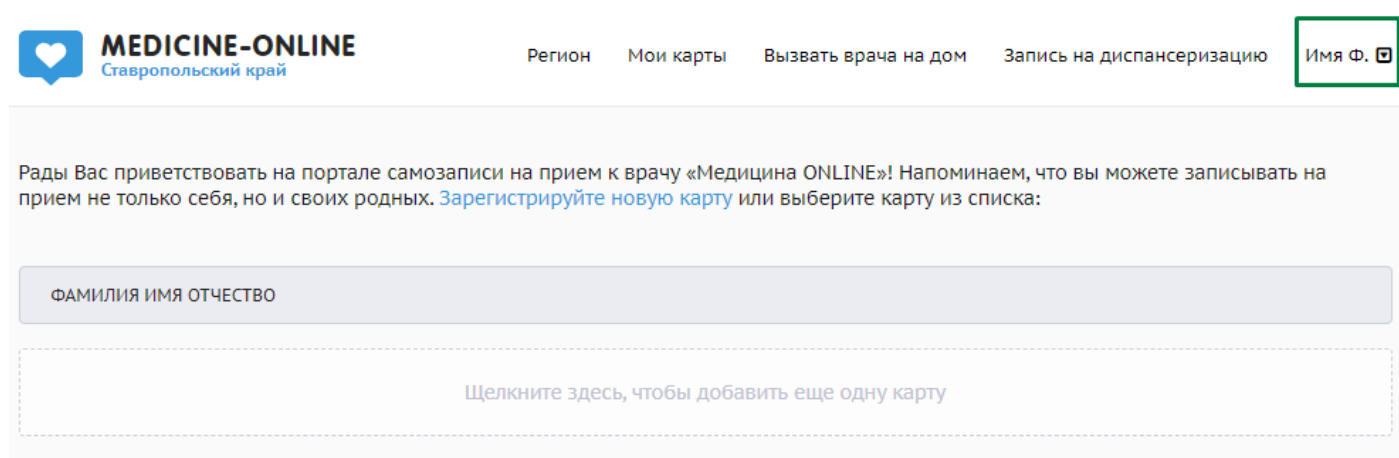 MEDICINE-ONLINE
Ставропольский край
Регион Мои карты Вызвать врача на дом Запись на диспансеризацию Имя Ф.
Рады Вас приветствовать на портале самозаписи на прием к врачу «Медицина ONLINE»! Напоминаем, что вы можете записывать на
прием не только себя, но и своих родных. Зарегистрируйте новую карту или выберите карту из списка:
ФАМИЛИЯ ИМЯ ОТЧЕСТВО
Щелкните здесь, чтобы добавить еще одну карту